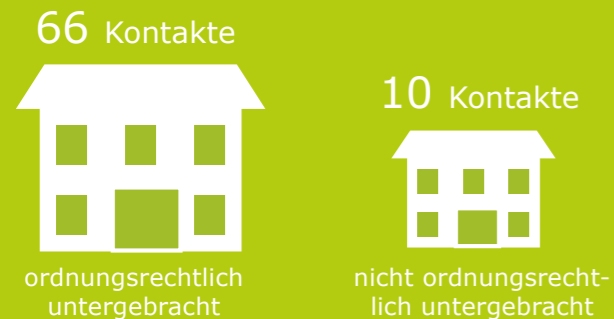 66 Kontakte
ordnungsrechtlich
untergebracht
10 Kontakte
nicht ordnungsrecht-
lich untergebracht